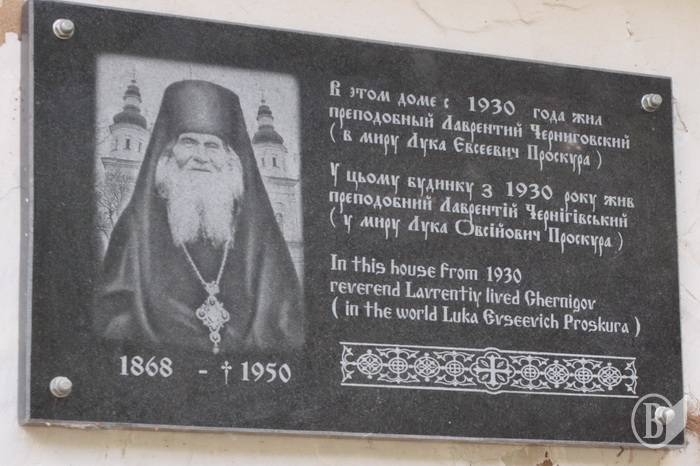 В этом доме с 1930 года жил
преподобный Лаврентий Черниговский
( в миру Лука Евсеевич Проскура )
У цьому будинку з 1930 року жив
преподобний Лаврентій Чернігівський
( у миру Лука Овсійович Проскура )
In this house from 1930
reverend Lavrentiy lived Chernigov
( in the world Luka Evseevich Proskura )
1868 - † 1950